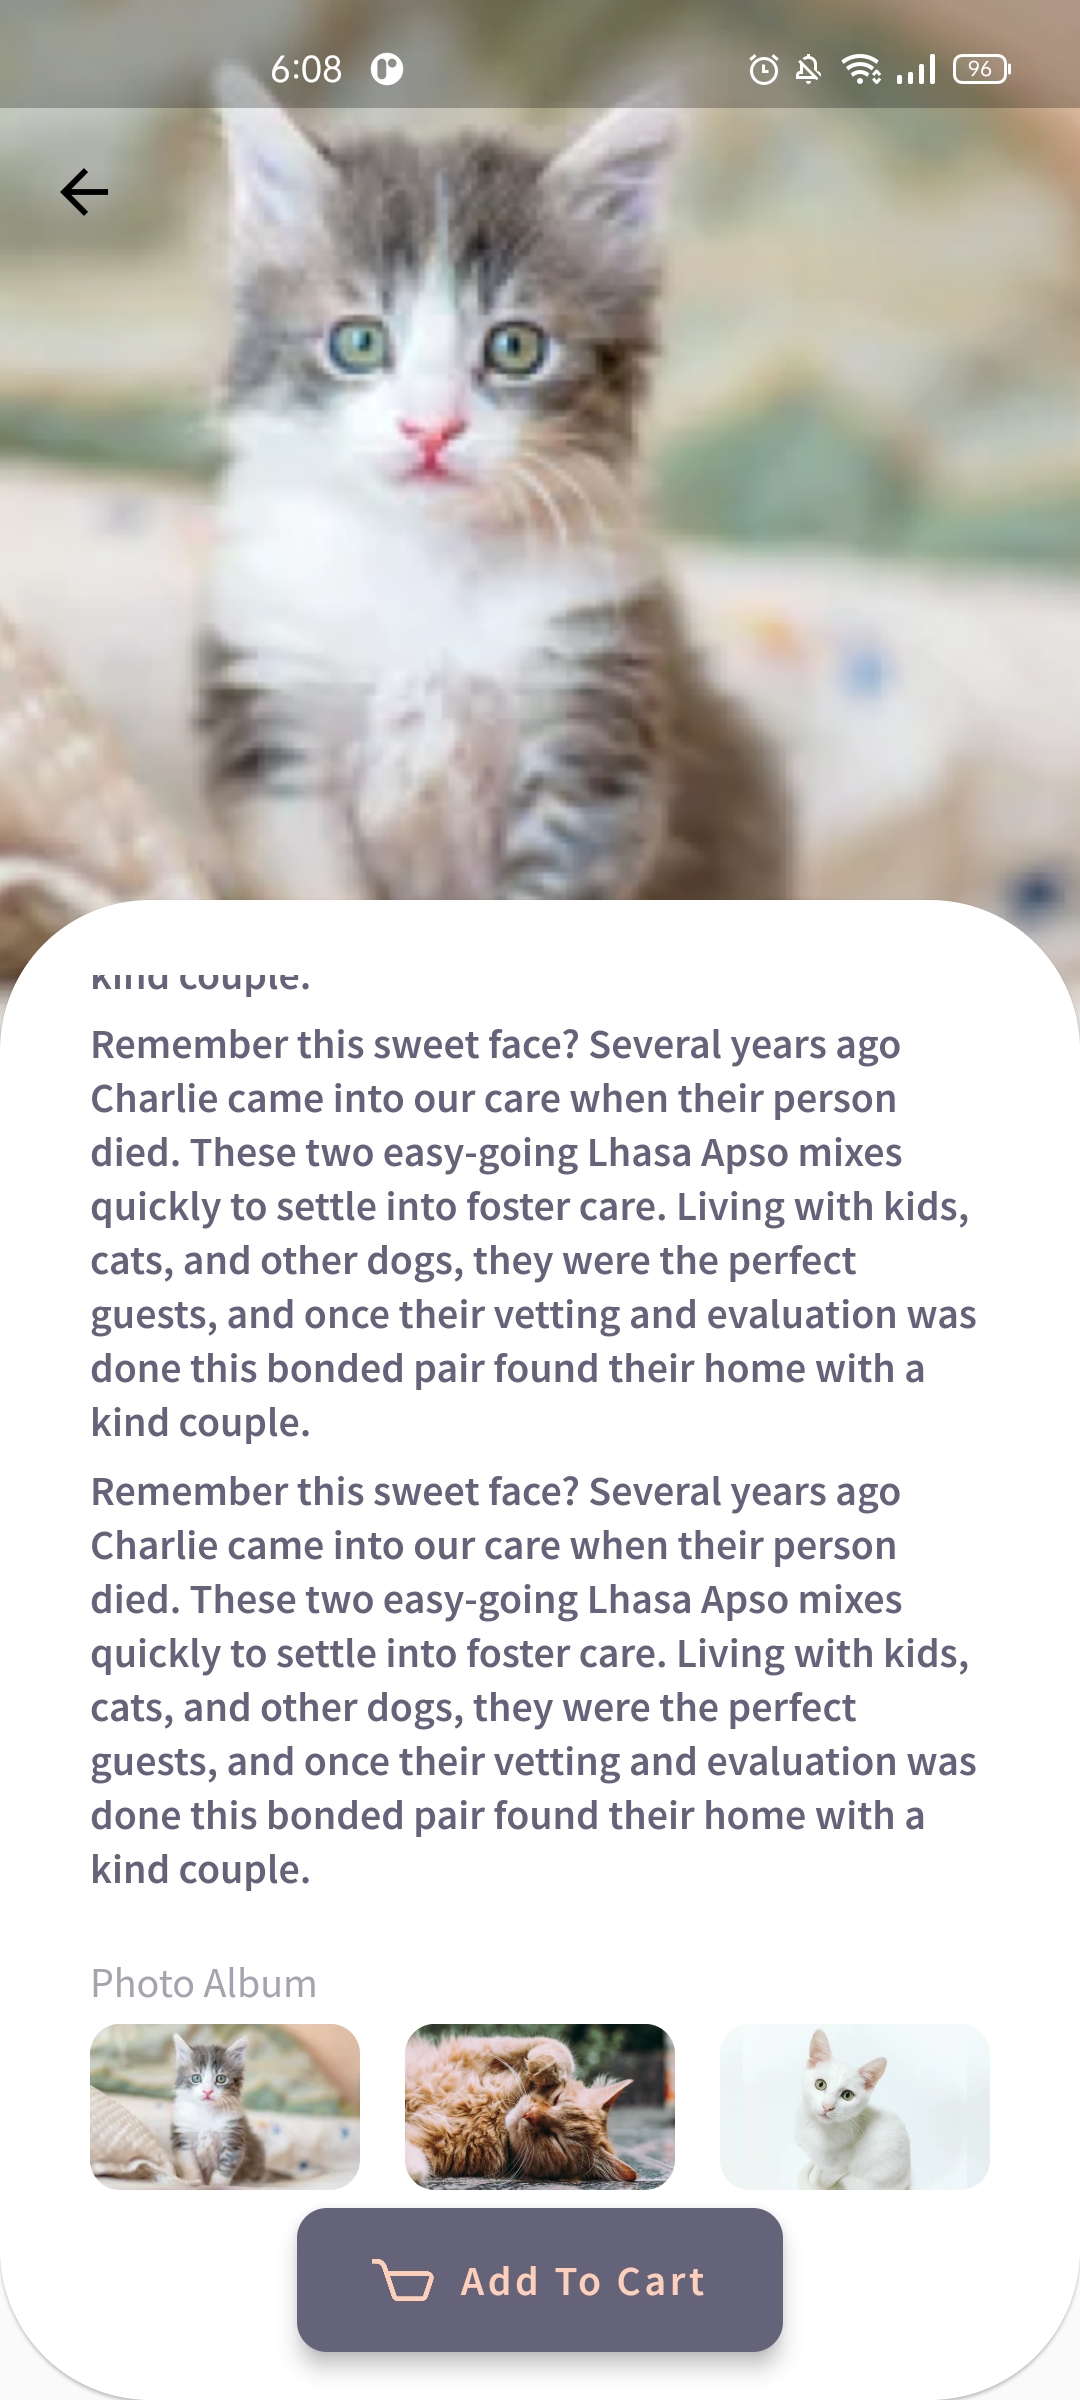 6:08
96
kind couple.
Remember this sweet face? Several years ago
Charlie came into our care when their person
died. These two easy-going Lhasa Apso mixes
quickly to settle into foster care. Living with kids,
cats, and other dogs, they were the perfect
guests, and once their vetting and evaluation was
done this bonded pair found their home with a
kind couple.
Remember this sweet face? Several years ago
Charlie came into our care when their person
died. These two easy-going Lhasa Apso mixes
quickly to settle into foster care. Living with kids,
cats, and other dogs, they were the perfect
guests, and once their vetting and evaluation was
done this bonded pair found their home with a
kind couple.
Photo Album
Add To Cart